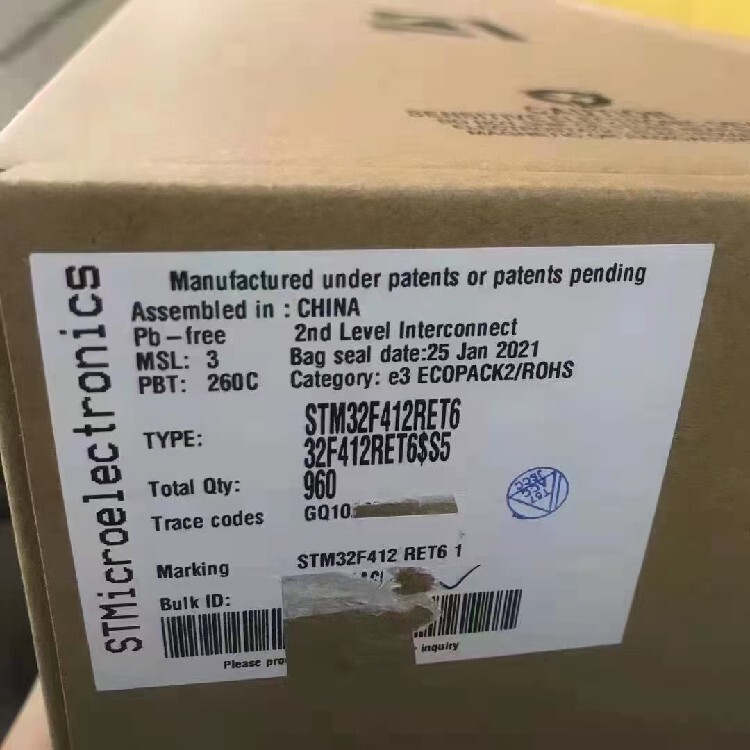 STMicroelectronics
Manufactured under patents or patents pending
Assembled in : CHINA
Pb-free 2nd Level Interconnect
MSL: 3 Bag seal date:25 Jan 2021
PBT: 260C Category: e3 ECOPACK2/ROHS
TYPE: STM32F412RET6
32F412RET6$S5
Total Qty: 960
Trace codes GQ10
Marking STM32F412 RET6 1
Bulk ID:
Please
inquiry